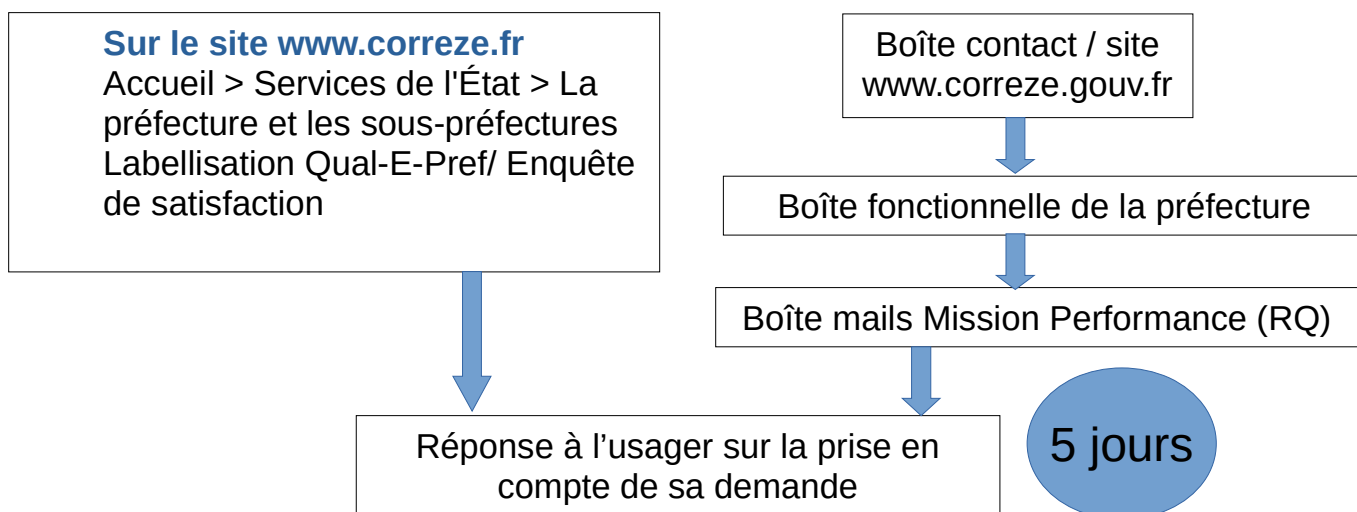 Sur le site www.correze.fr
Accueil > Services de l'État > La
préfecture et les sous-préfectures
Labellisation Qual-E-Pref/ Enquête
de satisfaction
Boîte contact / site
www.correze.gouv.fr
Boîte fonctionnelle de la préfecture
Boîte mails Mission Performance (RQ)
Réponse à l’usager sur la prise en
compte de sa demande
5 jours